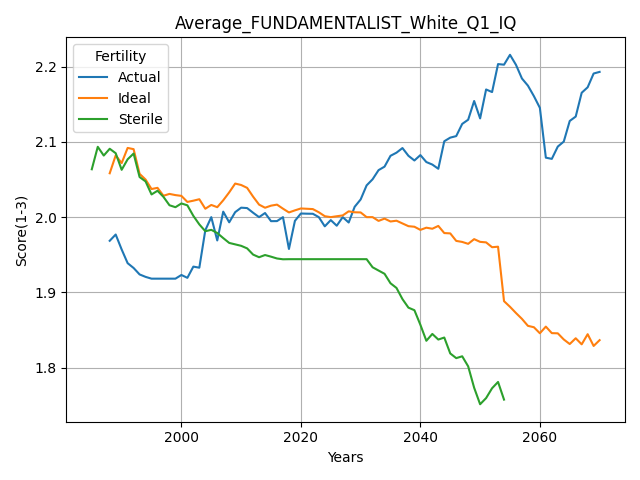 Average_FUNDAMENTALIST_White_Q1_IQ
Fertility
Actual
Ideal
Sterile
Score(1-3)
2.2
2.1
2.0
1.9
1.8
2000
2020
2040
2060
Years